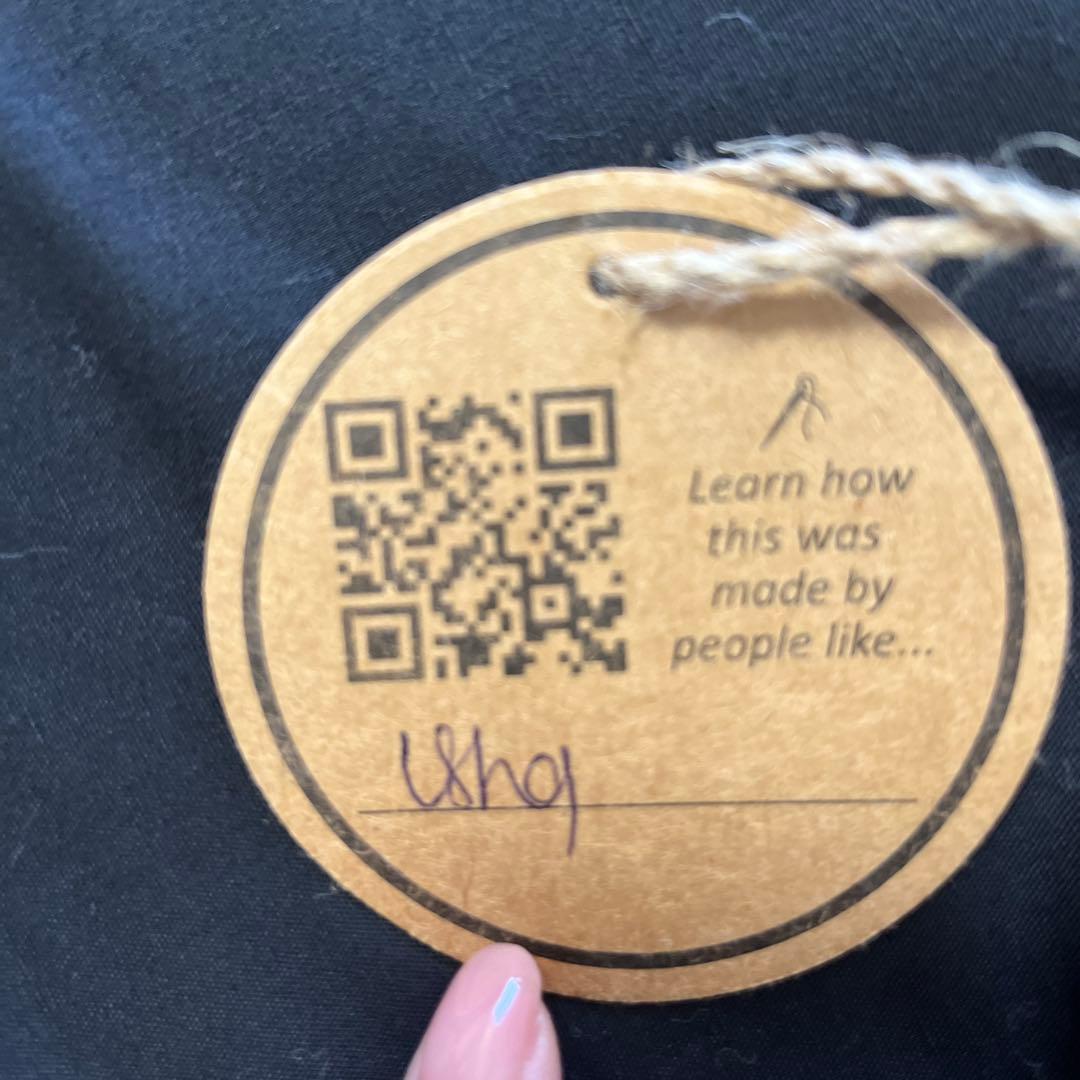 Learn how
this was
made by
people like...
Usha